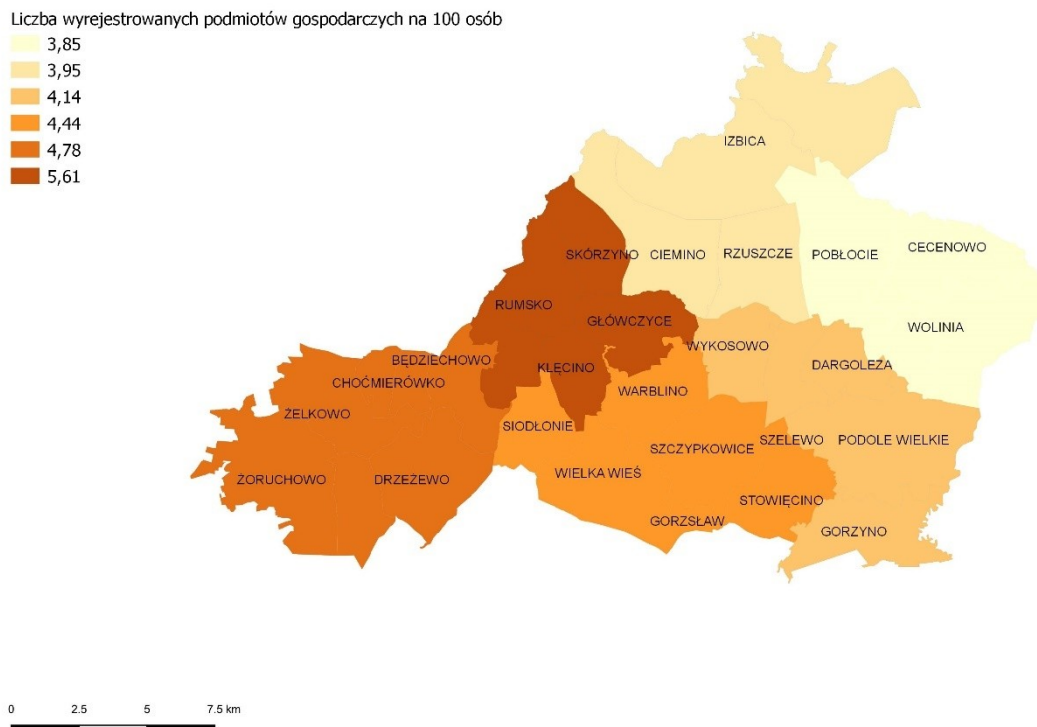 Liczba wyrejestrowanych podmiotów gospodarczych na 100 osób
3,85
3,95
4,14
4,44
4,78
5,61
IZBICA
SKÓRZYNO
CIEMINO
RZUSZCZE
POBŁOCIE
CECENOWO
RUMSKO
GŁÓWCZYCE
WOLINIA
WYKOSOWO
BĘDZIECHOWO
KLĘCINO
DARGOLEZA
CHOĆMIERÓWKO
WARBLINO
ŻELKOWO
SIODŁONIE
SZCZYPKOWICE
SZELEWO
PODOLE WIELKIE
ŻORUCHOWO
DRZEŻEWO
WIELKA WIEŚ
STOWIĘCINO
GORZSŁAW
GORZYNO
0 2.5 5 7.5 km